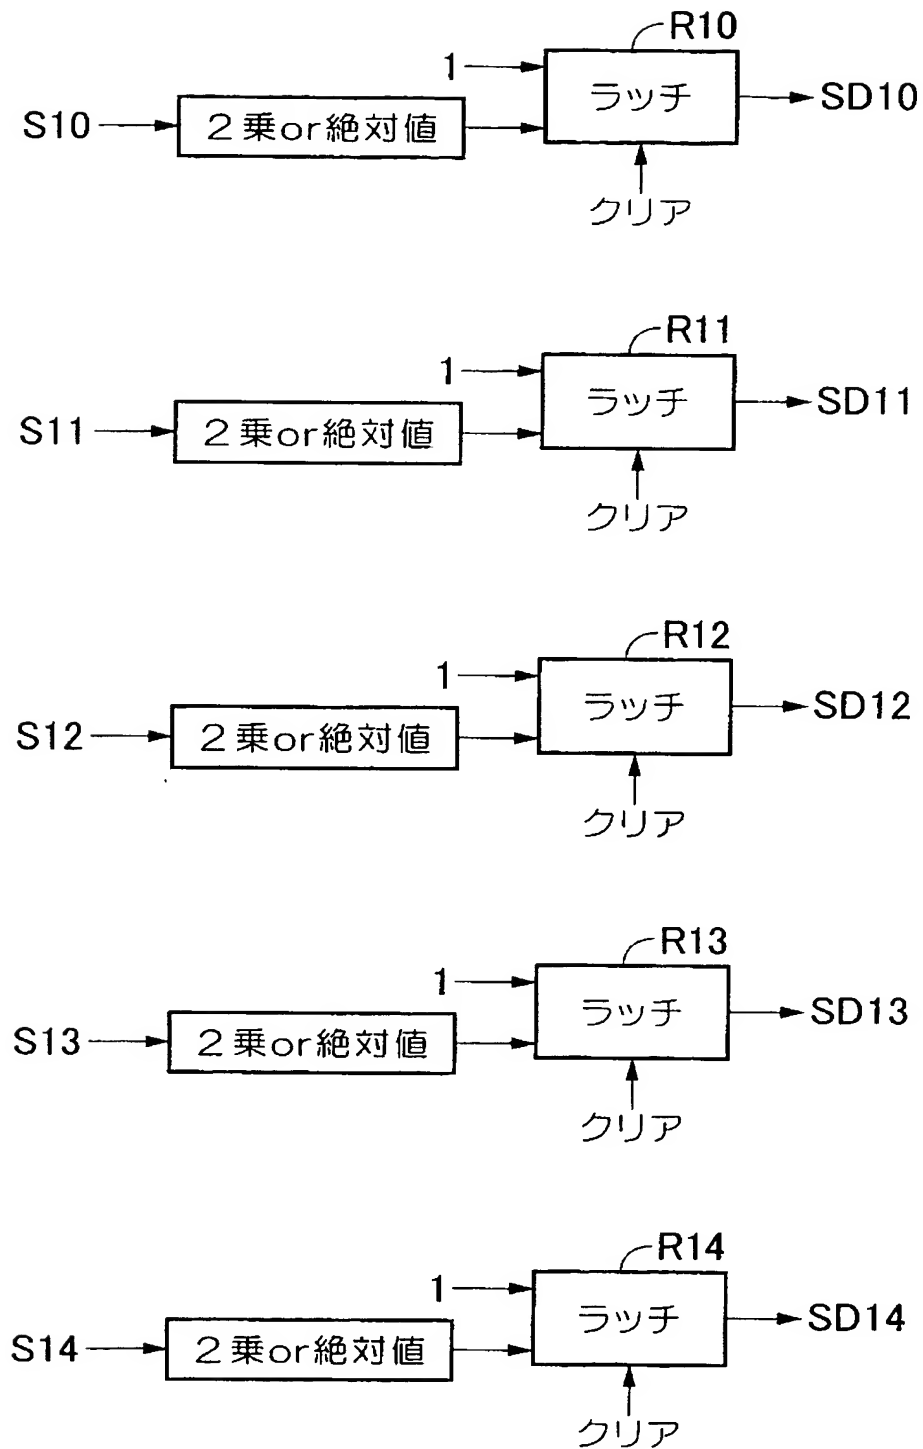 R10
1
ラッチ
SD10
S10
2乗or絶対値
クリア
R11
1
ラッチ
SD11
S11
2乗or絶対値
クリア
R12
1
ラッチ
SD12
S12
2乗or絶対値
クリア
R13
1
ラッチ
SD13
S13
2乗or絶対値
クリア
R14
1
ラッチ
SD14
S14
2乗or絶対値
クリア